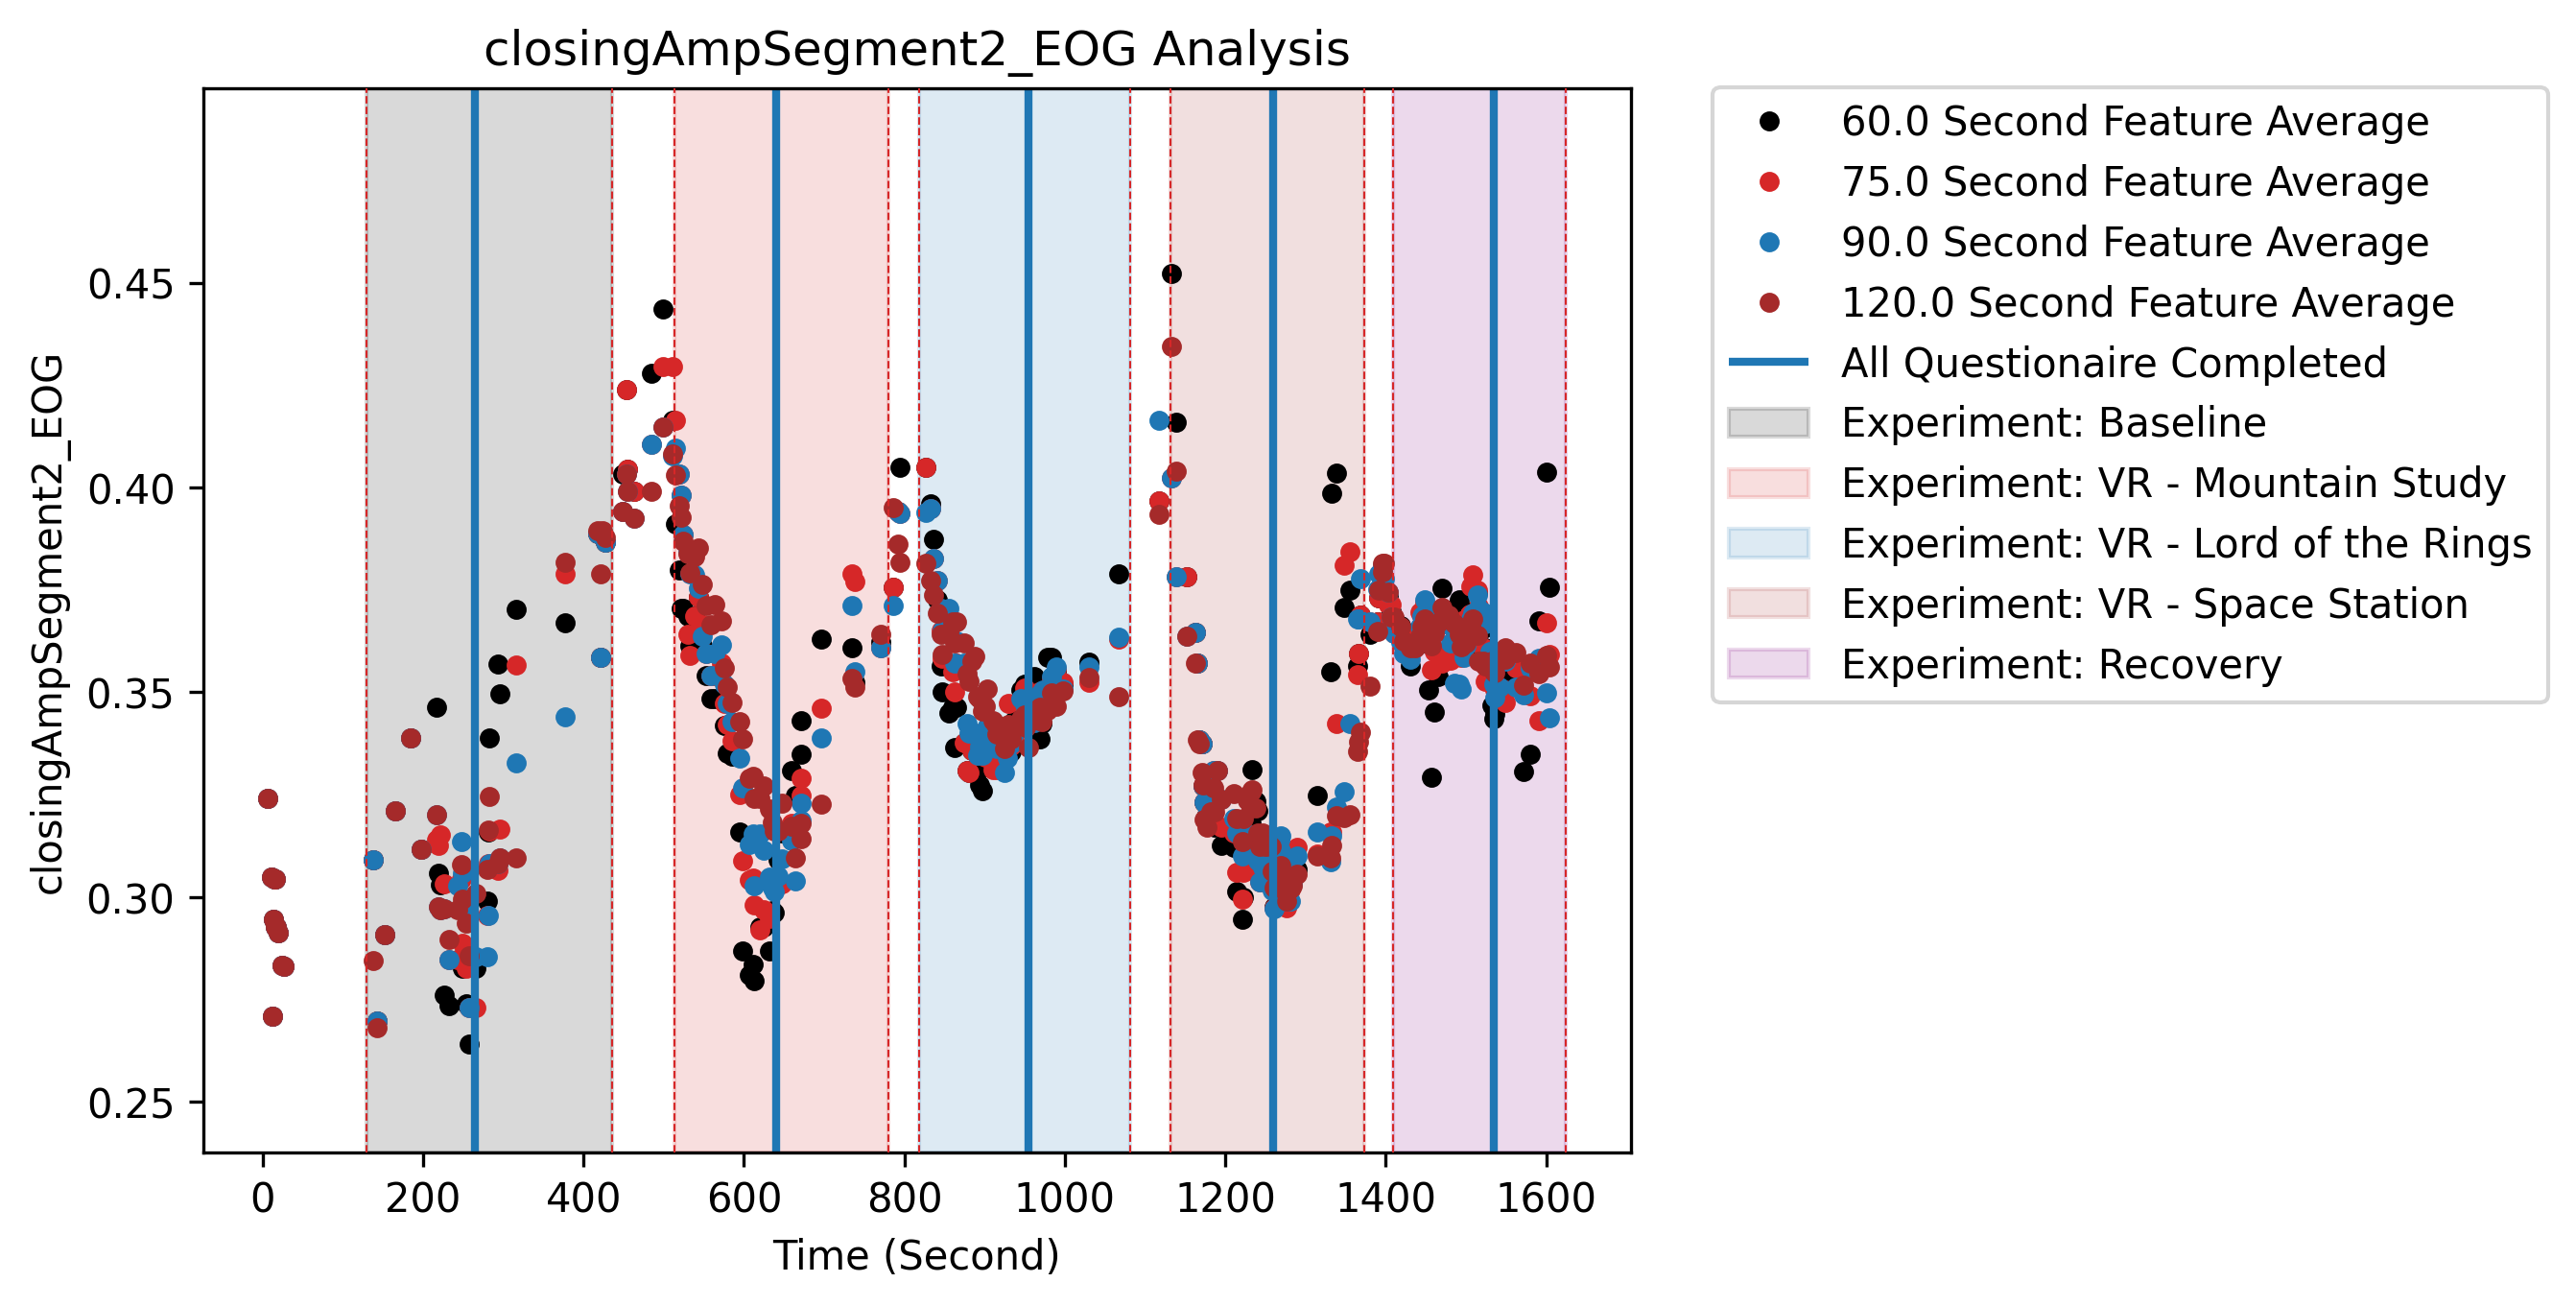 closingAmpSegment2_EOG Analysis
closingAmpSegment2_EOG
0.45
0.40
0.35
0.30
0.25
0 200 400 600 800 1000 1200 1400 1600
Time (Second)
60.0 Second Feature Average
75.0 Second Feature Average
90.0 Second Feature Average
120.0 Second Feature Average
All Questionaire Completed
Experiment: Baseline
Experiment: VR - Mountain Study
Experiment: VR - Lord of the Rings
Experiment: VR - Space Station
Experiment: Recovery